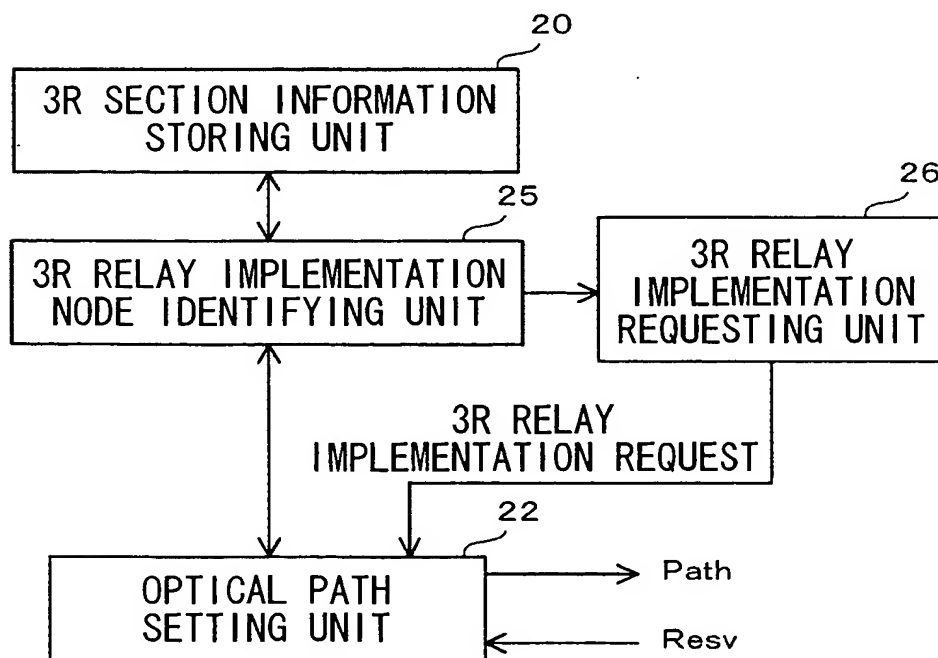 20
3R SECTION INFORMATION
STORING UNIT
25
3R RELAY IMPLEMENTATION
NODE IDENTIFYING UNIT
26
3R RELAY
IMPLEMENTATION
REQUESTING UNIT
3R RELAY
IMPLEMENTATION REQUEST
22
OPTICAL PATH
SETTING UNIT
Path
Resv